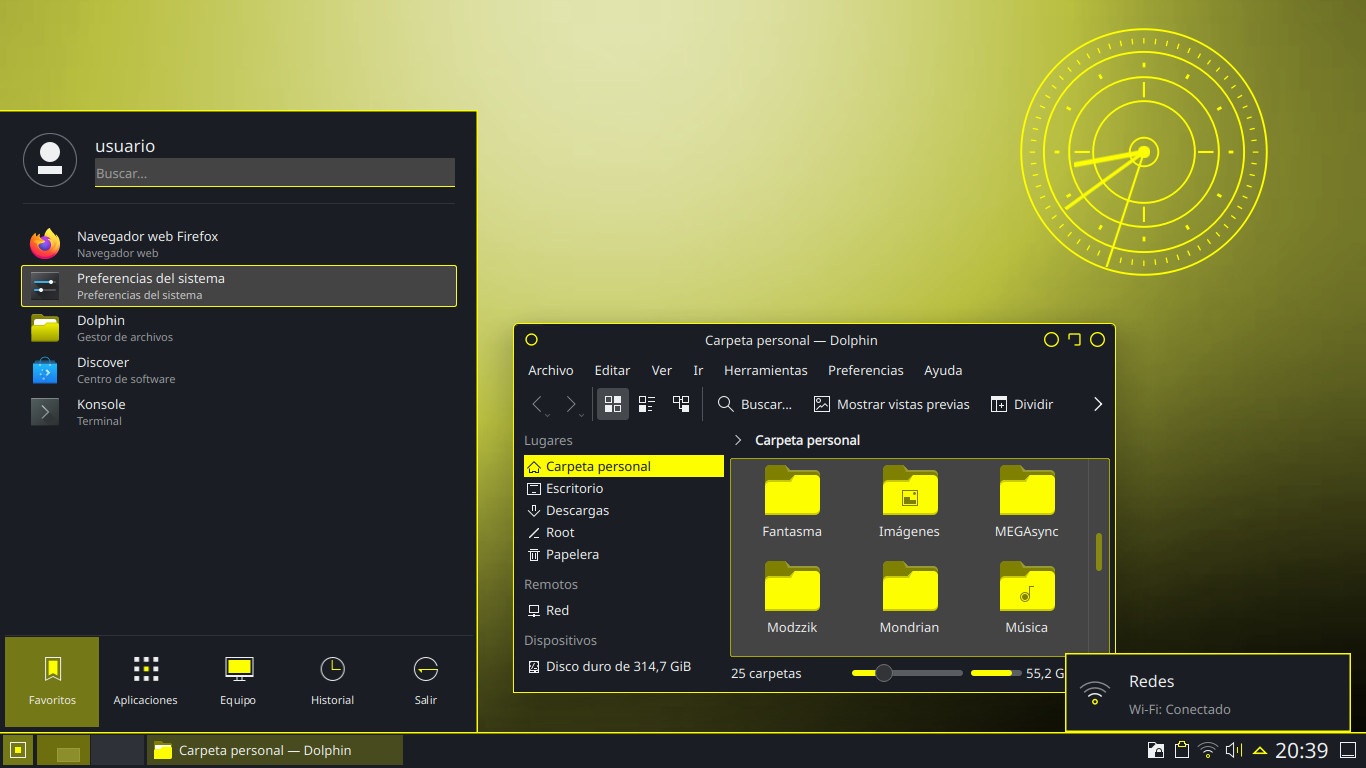 usuario
Buscar...
Navegador web Firefox
Navegador web
Preferencias del sistema
Preferencias del sistema
Dolphin
Gestor de archivos
Discover
Centro de software
Konsole
Terminal
Favoritos
Aplicaciones
Equipo
Historial
Salir
Carpeta personal — Dolphin
Archivo Editar Ver Ir Herramientas Preferencias Ayuda
Buscar... Mostrar vistas previas Dividir
Lugares
Carpeta personal
Escritorio
Descargas
Root
Papelera
Remotos
Red
Dispositivos
Disco duro de 314,7 GiB
Carpeta personal
Fantasma Imágenes MEGAsync
Modzzik Mondrian Música
25 carpetas 55,2 G
Redes
Wi-Fi: Conectado
Carpeta personal — Dolphin
20:39